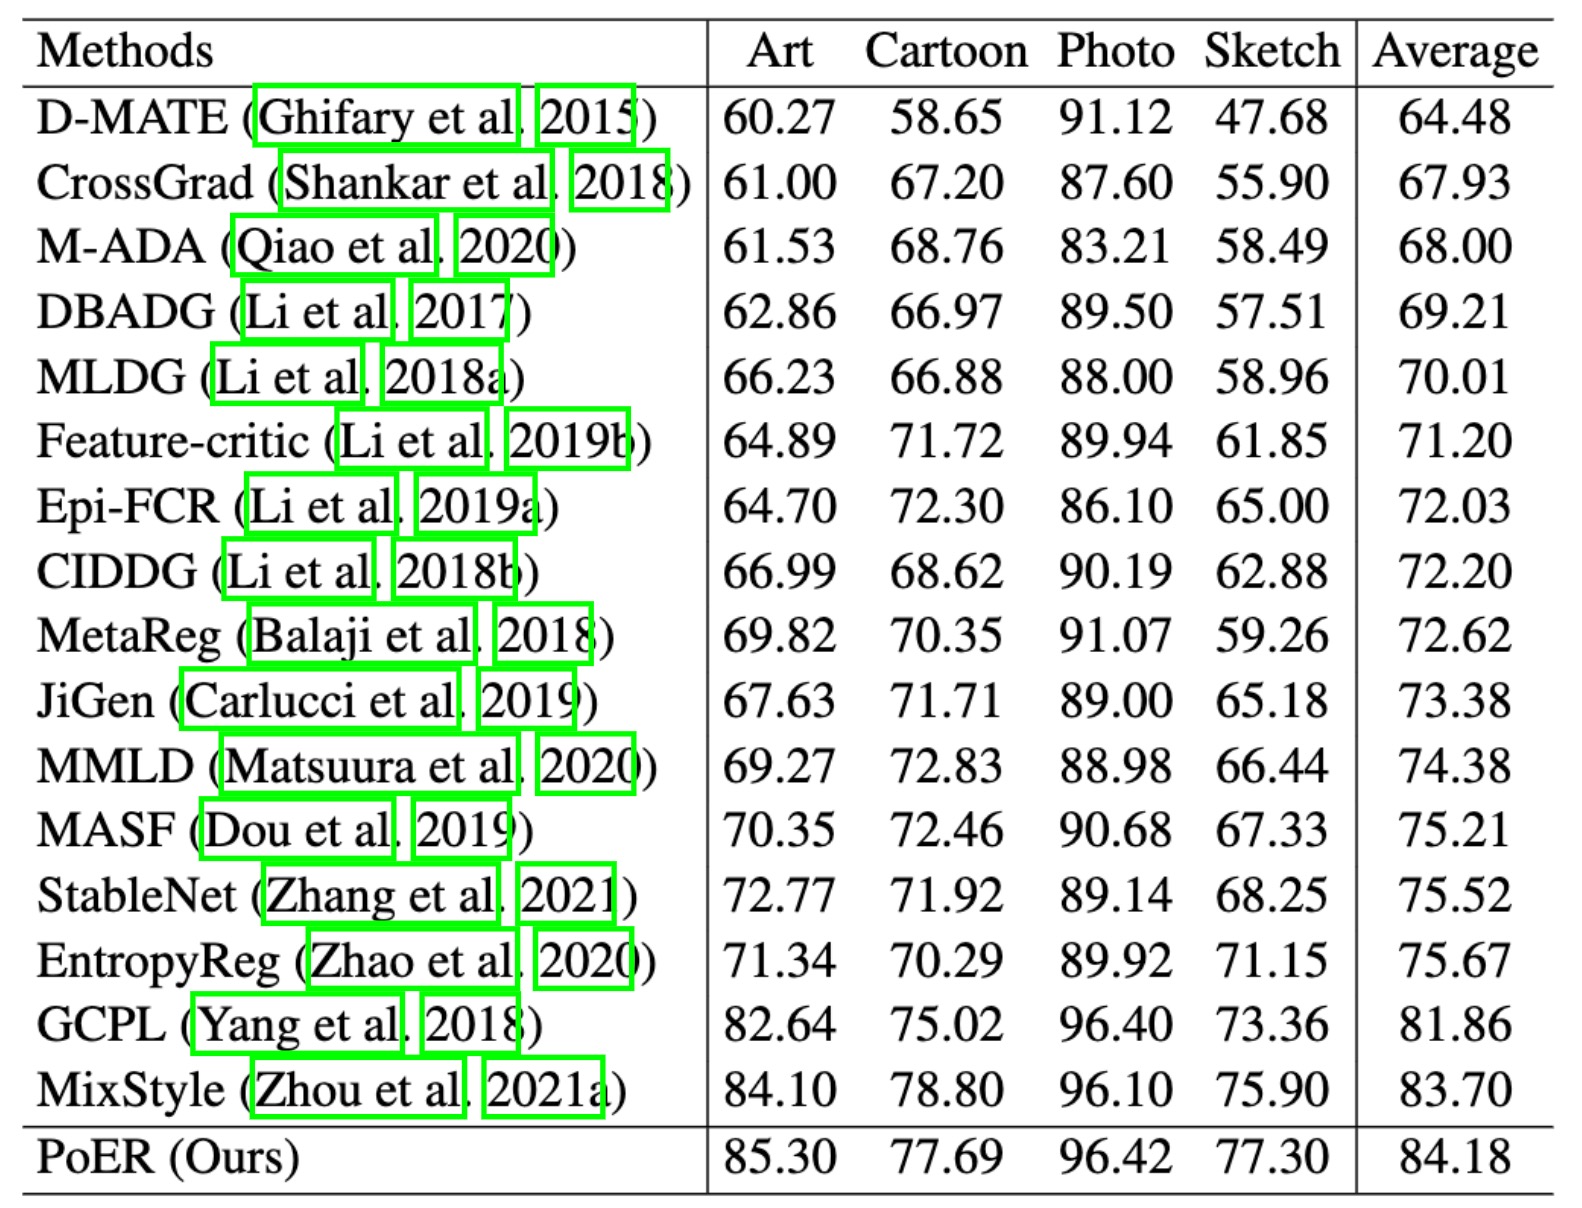 Methods Art Cartoon Photo Sketch Average
D-MATE (Ghifary et al. 2015) 60.27 58.65 91.12 47.68 64.48
CrossGrad (Shankar et al. 2018) 61.00 67.20 87.60 55.90 67.93
M-ADA (Qiao et al. 2020) 61.53 68.76 83.21 58.49 68.00
DBADG (Li et al. 2017) 62.86 66.97 89.50 57.51 69.21
MLDG (Li et al. 2018a) 66.23 66.88 88.00 58.96 70.01
Feature-critic (Li et al. 2019b) 64.89 71.72 89.94 61.85 71.20
Epi-FCR (Li et al. 2019a) 64.70 72.30 86.10 65.00 72.03
CIDDG (Li et al. 2018b) 66.99 68.62 90.19 62.88 72.20
MetaReg (Balaji et al. 2018) 69.82 70.35 91.07 59.26 72.62
JiGen (Carlucci et al. 2019) 67.63 71.71 89.00 65.18 73.38
MMLD (Matsuura et al. 2020) 69.27 72.83 88.98 66.44 74.38
MASF (Dou et al. 2019) 70.35 72.46 90.68 67.33 75.21
StableNet (Zhang et al. 2021) 72.77 71.92 89.14 68.25 75.52
EntropyReg (Zhao et al. 2020) 71.34 70.29 89.92 71.15 75.67
GCPL (Yang et al. 2018) 82.64 75.02 96.40 73.36 81.86
MixStyle (Zhou et al. 2021a) 84.10 78.80 96.10 75.90 83.70
PoER (Ours) 85.30 77.69 96.42 77.30 84.18